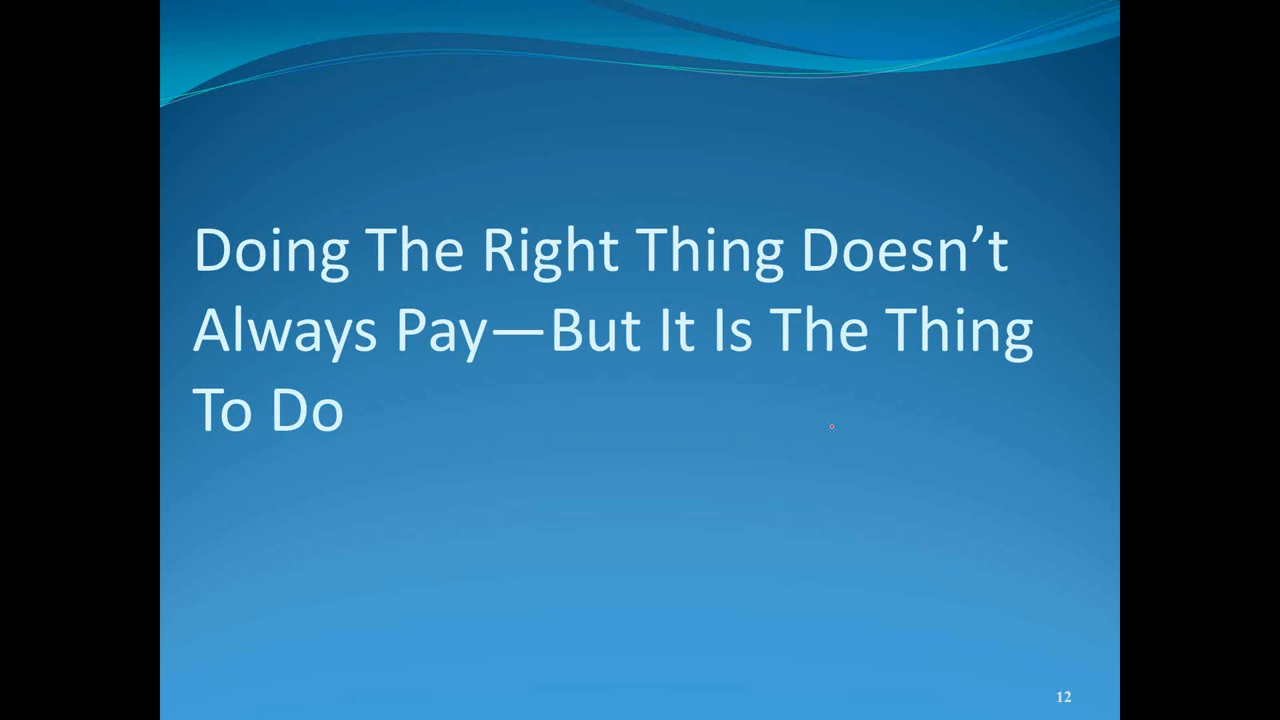 Doing The Right Thing Doesn’t
Always Pay—But It Is The Thing
To Do
12